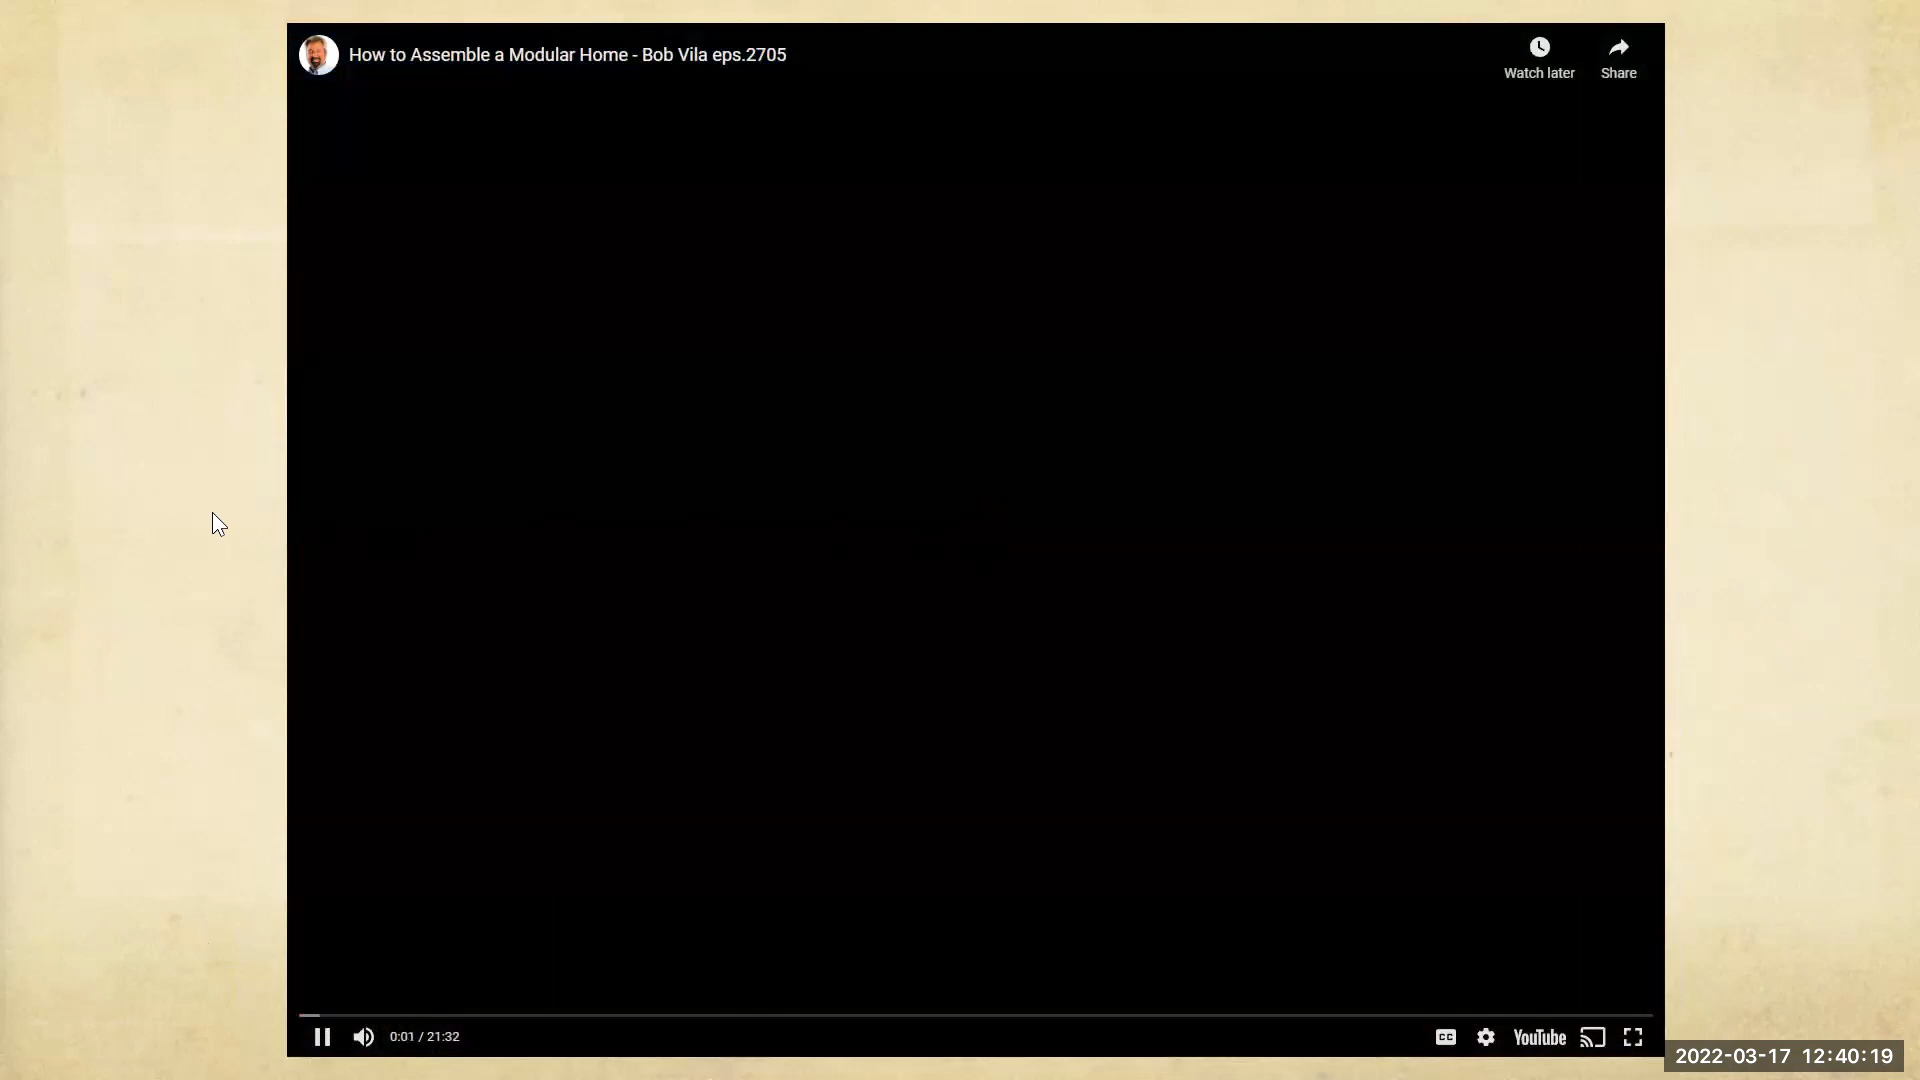 How to Assemble a Modular Home - Bob Vila eps.2705
Watch later
Share
0:01 / 21:32
CC
YouTube
2022-03-17 12:40:19